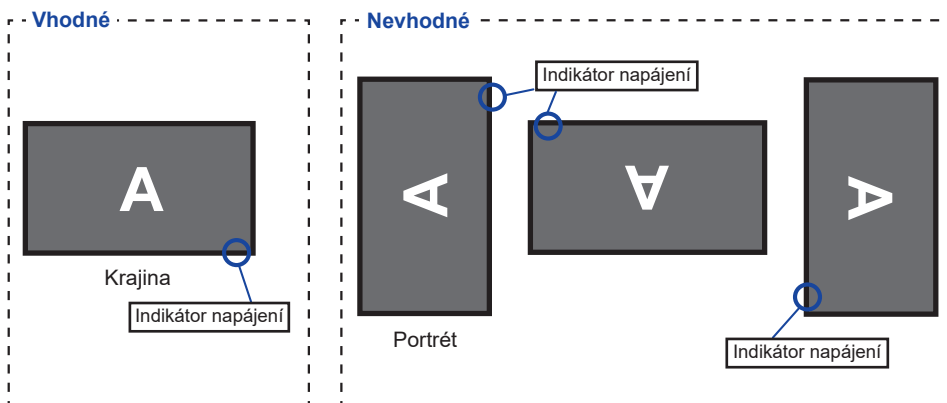 Vhodné
Nevhodné
A
Krajina
Indikátor napájení
Indikátor napájení
A
A
A
Portrét
Indikátor napájení